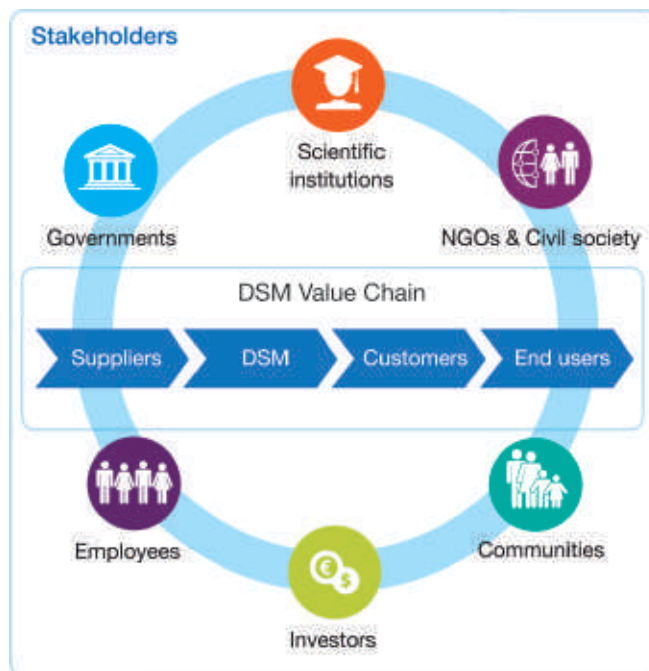 Stakeholders
Scientific
institutions
Governments
NGOs & Civil society
DSM Value Chain
Suppliers
DSM
Customers
End users
Employees
Communities
€
$
Investors